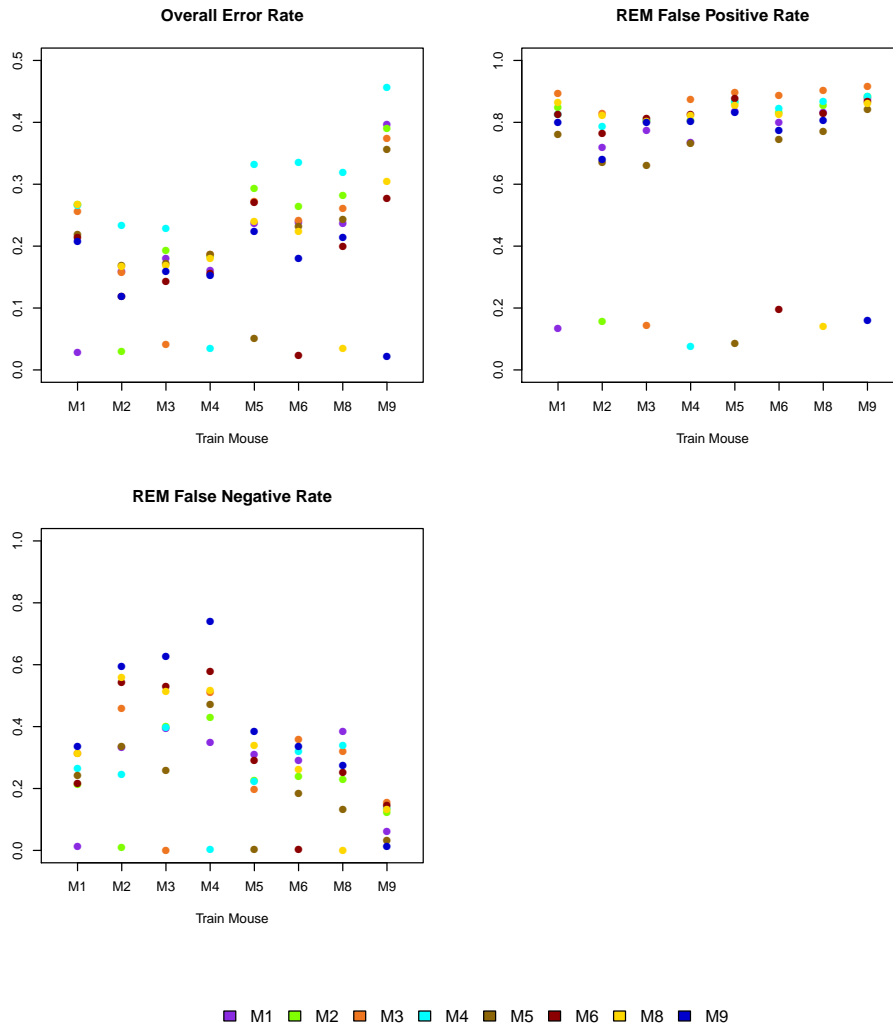 Overall Error Rate
0.5
0.4
0.3
0.2
0.1
0.0
M1 M2 M3 M4 M5 M6 M8 M9
Train Mouse
REM False Positive Rate
1.0
0.8
0.6
0.4
0.2
0.0
M1 M2 M3 M4 M5 M6 M8 M9
Train Mouse
REM False Negative Rate
1.0
0.8
0.6
0.4
0.2
0.0
M1 M2 M3 M4 M5 M6 M8 M9
Train Mouse
M1 M2 M3 M4 M5 M6 M8 M9